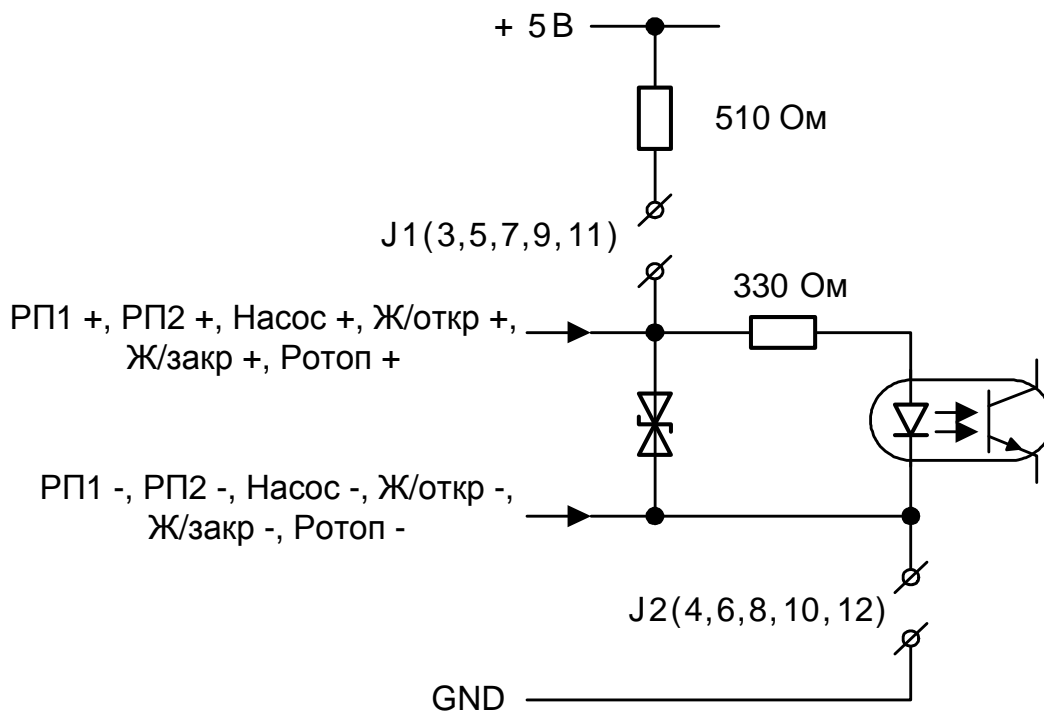 + 5В
510 Ом
J1(3,5,7,9,11)
330 Ом
РП1 +, РП2 +, Насос +, Ж/откр +,
Ж/закр +, Ротоп +
РП1 -, РП2 -, Насос -, Ж/откр -,
Ж/закр -, Ротоп -
J2(4,6,8,10,12)
GND